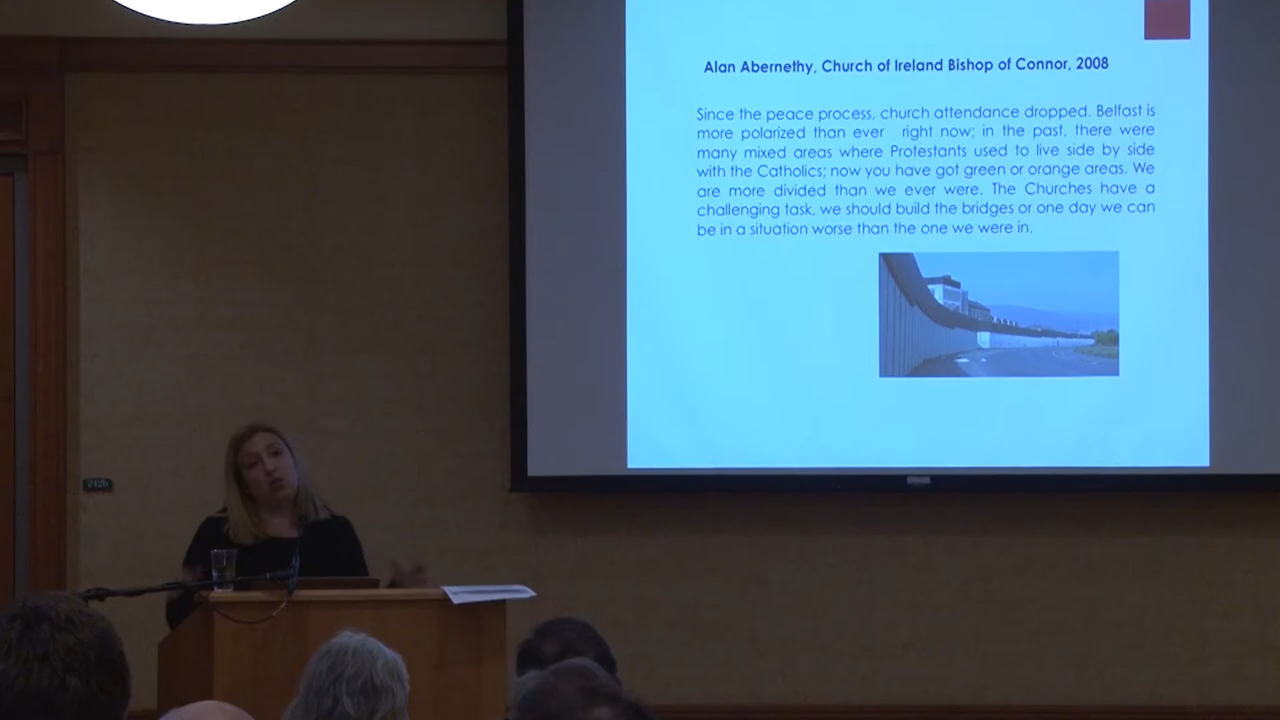 Alan Abernethy, Church of Ireland Bishop of Connor, 2008
Since the peace process, church attendance dropped. Belfast is
more polarized than ever right now; in the past, there were
many mixed areas where Protestants used to live side by side
with the Catholics; now you have got green or orange areas. We
are more divided than we ever were. The Churches have a
challenging task, we should build the bridges or one day we can
be in a situation worse than the one we were in.